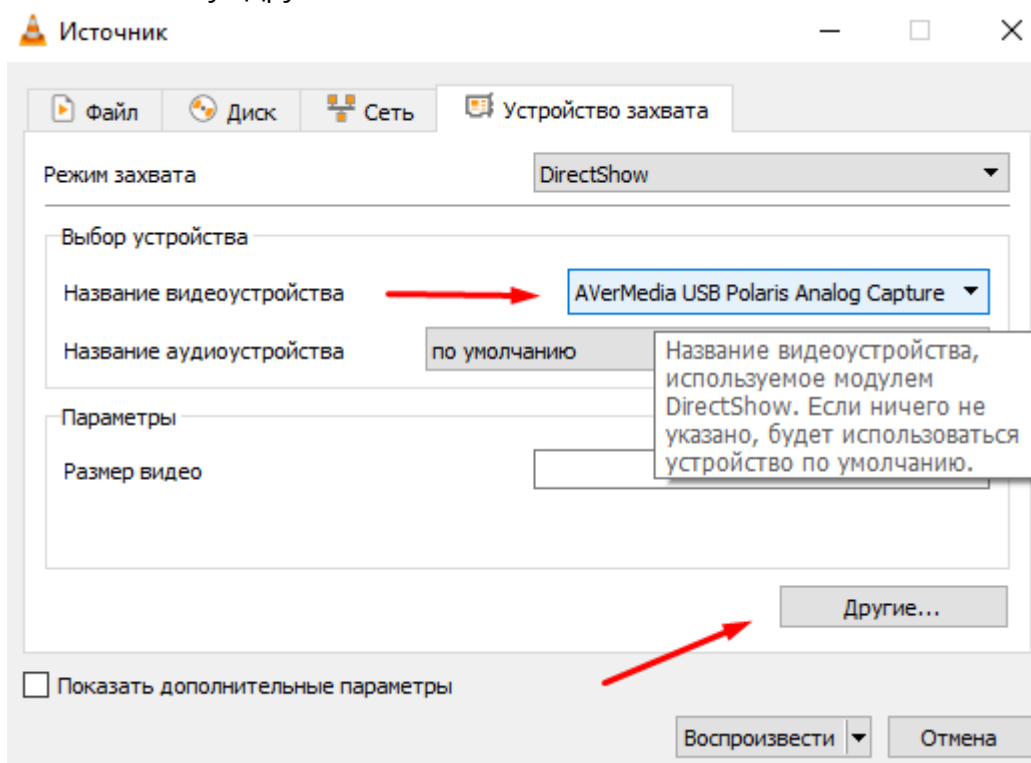 Источник
Файл
Диск
Сеть
Устройство захвата
Режим захвата
DirectShow
Выбор устройства
Название видеоустройства
AVerMedia USB Polaris Analog Capture
Название аудиоустройства
по умолчанию
Название видеоустройства,
используемое модулем
DirectShow. Если ничего не
указано, будет использоваться
устройство по умолчанию.
Параметры
Размер видео
Другие...
Показать дополнительные параметры
Воспроизвести
Отмена